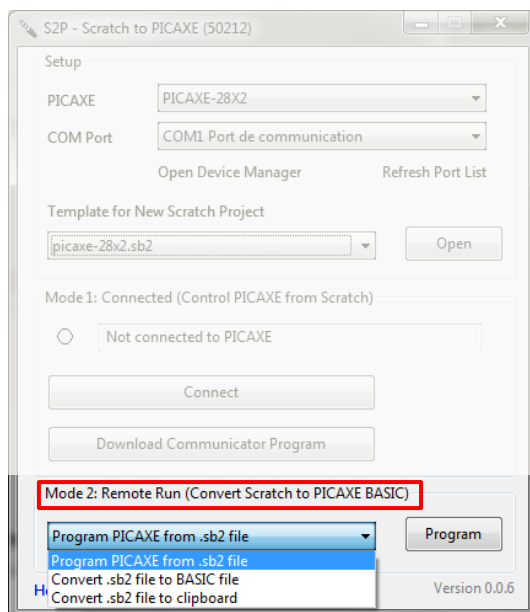 S2P - Scratch to PICAXE (50212)
Setup
PICAXE
PICAXE-28X2
COM Port
COM1 Port de communication
Open Device Manager
Refresh Port List
Template for New Scratch Project
picaxe-28x2.sb2
Open
Mode 1: Connected (Control PICAXE from Scratch)
Not connected to PICAXE
Connect
Download Communicator Program
Mode 2: Remote Run (Convert Scratch to PICAXE BASIC)
Program PICAXE from .sb2 file
Program
Program PICAXE from .sb2 file
Convert .sb2 file to BASIC file
Convert .sb2 file to clipboard
Version 0.0.6